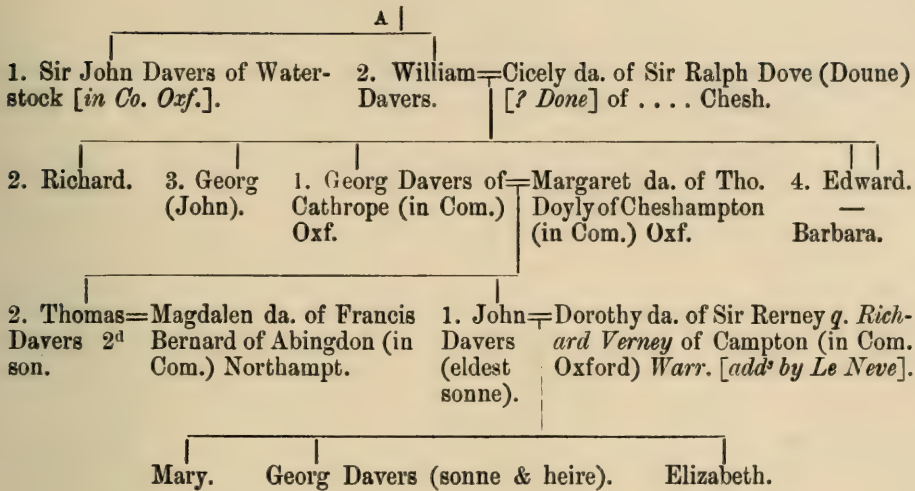 A
1. Sir John Davers of Water-
stock [in Co. Oxf.].
2. William
Davers.
Cicely da. of Sir Ralph Dove (Doune)
[? Done] of .... Chesh.
2. Richard.
3. Georg
(John).
1. Georg Davers of
Cathrope (in Com.)
Oxf.
Margaret da. of Tho.
Doyly of Cheshampton
(in Com.) Oxf.
4. Edward.
—
Barbara.
2. Thomas
Davers 2d
son.
Magdalen da. of Francis
Bernard of Abingdon (in
Com.) Northampt.
1. John
Davers
(eldest
sonne).
Dorothy da. of Sir Rerney q. Rich-
ard Verney of Campton (in Com.
Oxford) Warr. [adds by Le Neve].
Mary.
Georg Davers (sonne & heire).
Elizabeth.